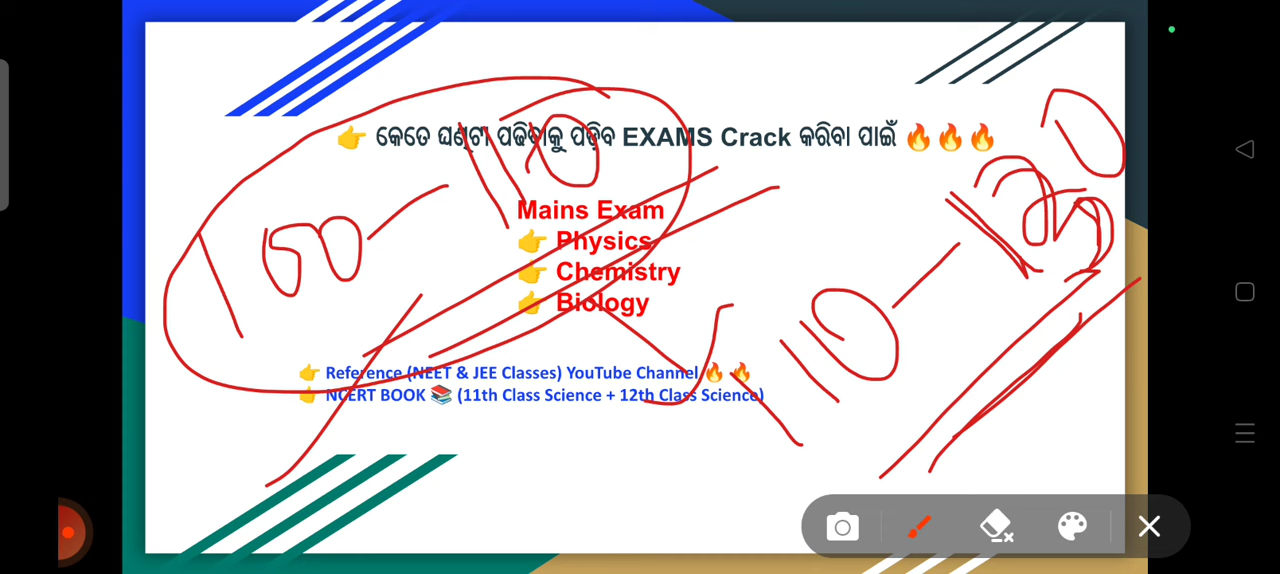 👉 କେତେ ଘଣ୍ଟା ପଢିବାକୁ ପଡ଼ିବ EXAMS Crack କରିବା ପାଇଁ 🔥🔥🔥
100 - 110
Mains Exam
👉 Physics
👉 Chemistry
👉 Biology
110 -
👉 Reference (NEET & JEE Classes) YouTube Channel 🔥 🔥
👉 NCERT BOOK 📚 (11th Class Science + 12th Class Science)